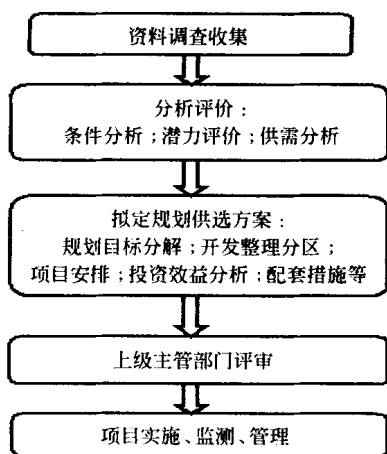 资料调查收集
分析评价：
条件分析；潜力评价；供需分析
拟定规划供选方案：
规划目标分解；开发整理分区；
项目安排；投资效益分析；配套措施等
上级主管部门评审
项目实施、监测、管理